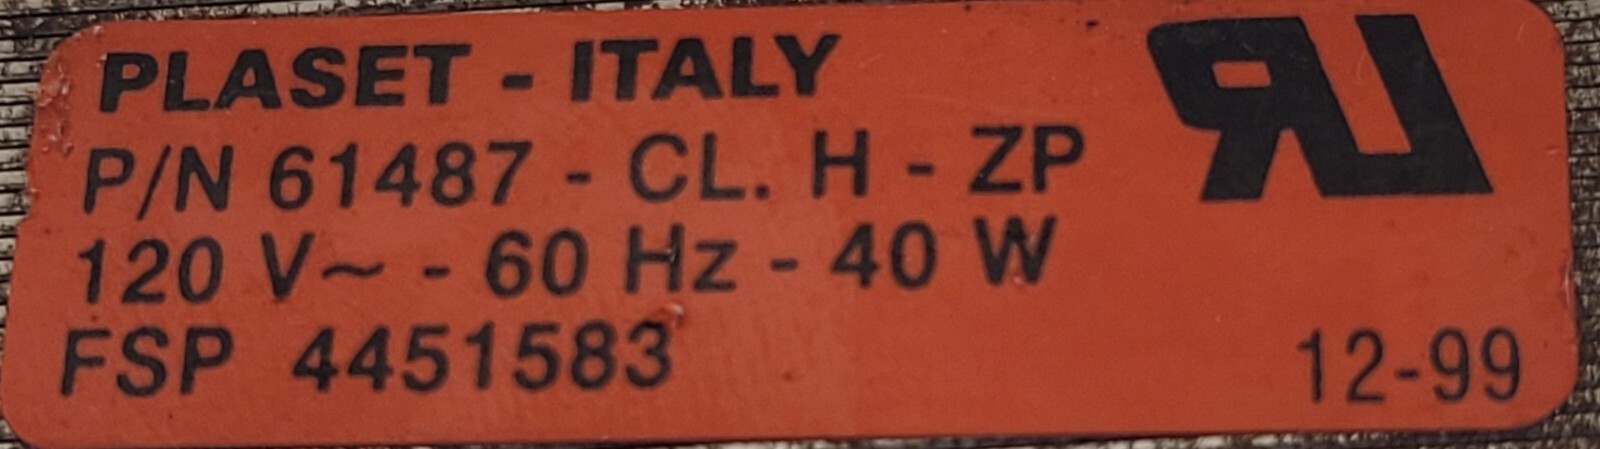 PLASET - ITALY
P/N 61487 - CL. H - ZP
120 V~ - 60 Hz - 40 W
FSP 4451583
12-99